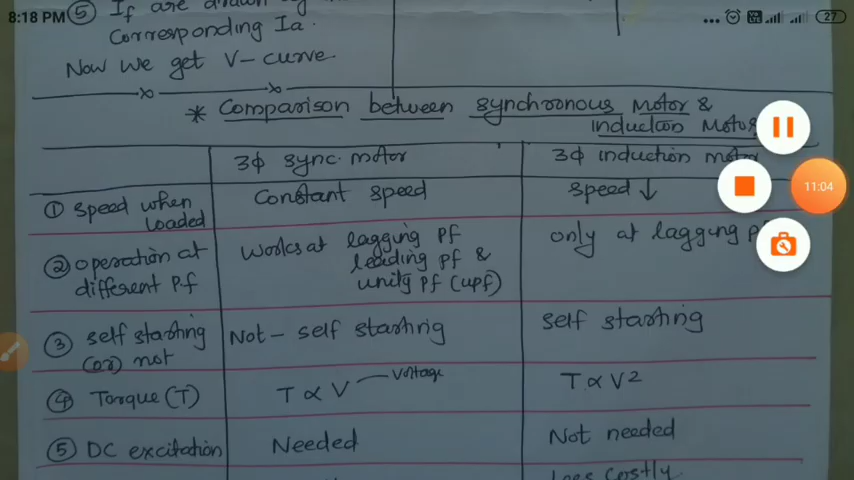 8:18 PM
27
⑤ If are drawn
Corresponding Ia.
Now we get V-curve
* Comparison between synchronous Motor &
Induction Motor
3ϕ sync. motor
3ϕ induction motor
① speed when loaded
Constant speed
speed ↓
11:04
② operation at different Pf
Works at lagging Pf
leading Pf &
unity Pf (upf)
only at lagging Pf
③ self starting (or) not
Not - self starting
self starting
④ Torque (T)
T ∝ V — Voltage
T ∝ V²
⑤ DC excitation
Needed
Not needed
Less costly